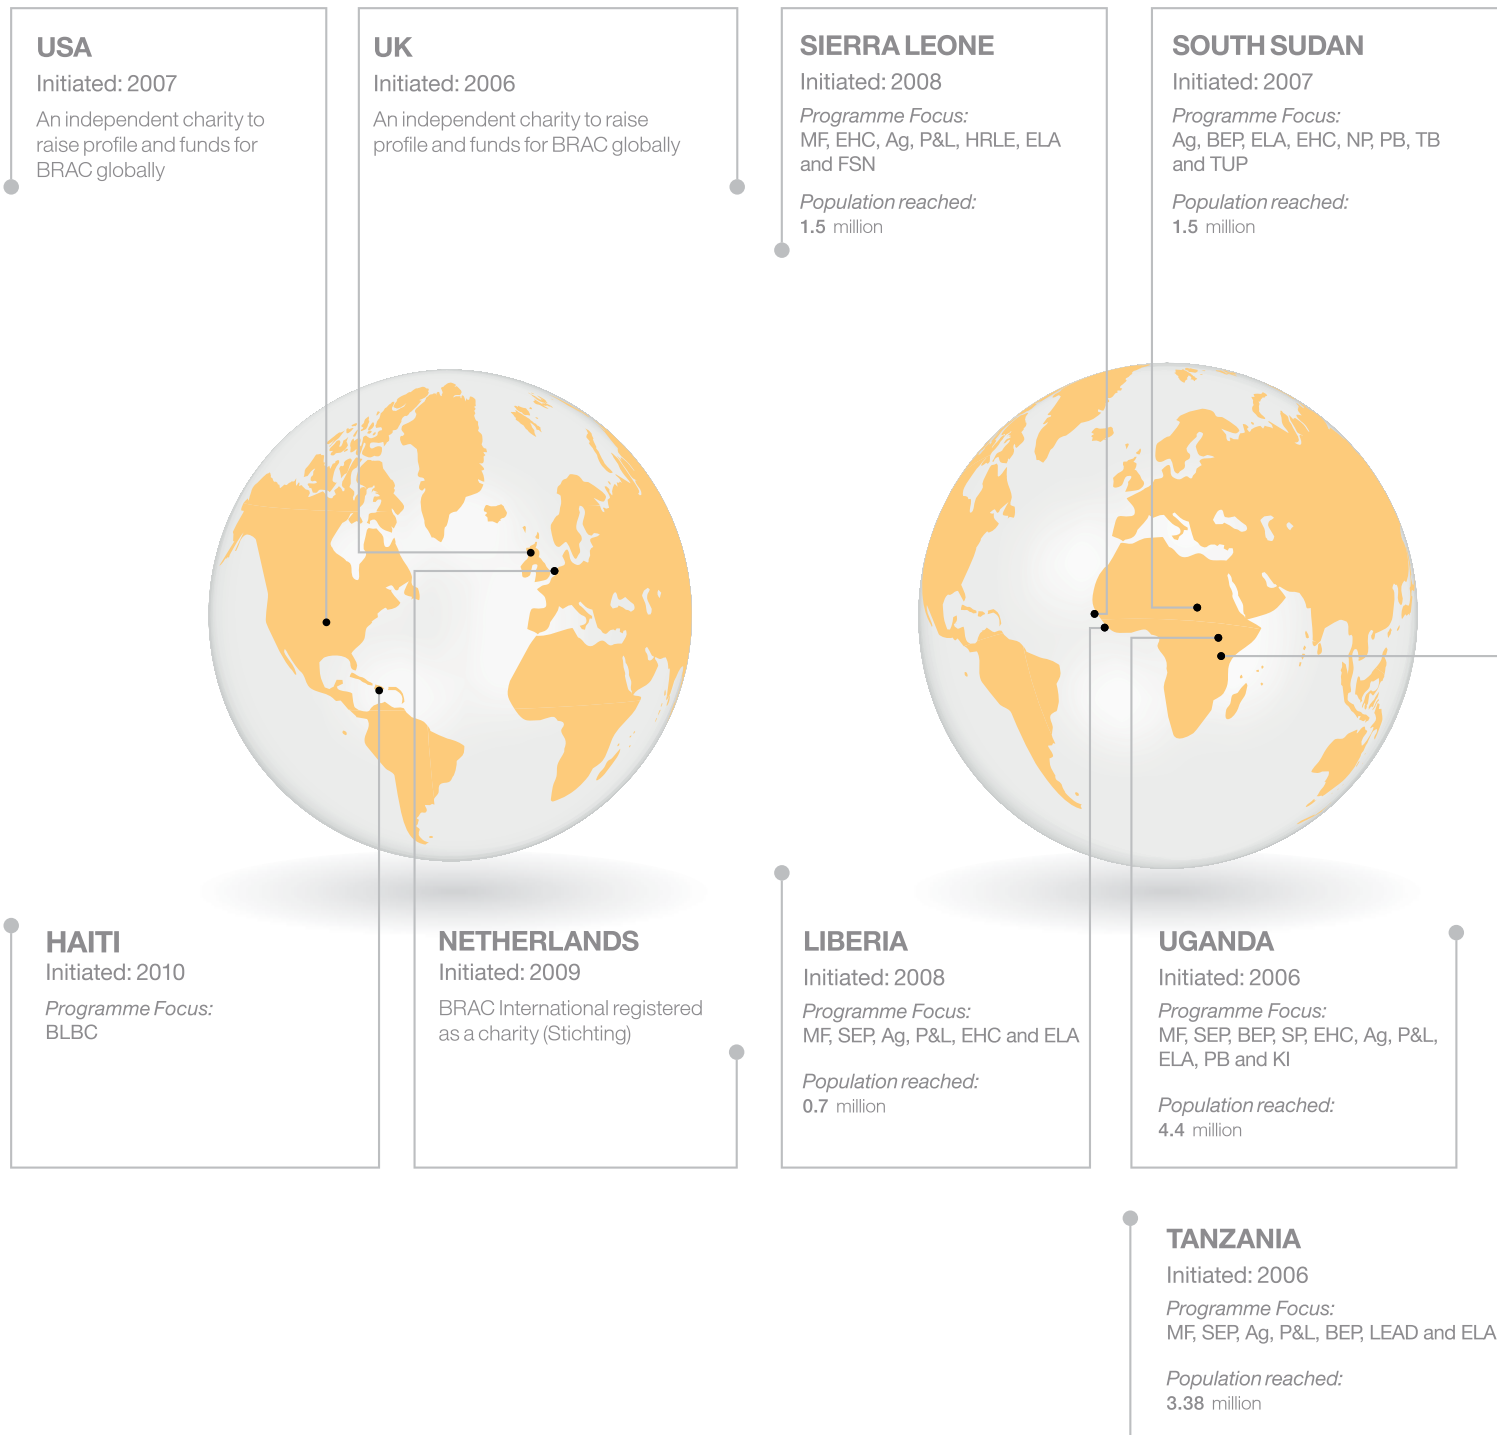 USA
Initiated: 2007
An independent charity to
raise profile and funds for
BRAC globally
UK
Initiated: 2006
An independent charity to raise
profile and funds for BRAC globally
SIERRA LEONE
Initiated: 2008
Programme Focus:
MF, EHC, Ag, P&L, HRLE, ELA
and FSN
Population reached:
1.5 million
SOUTH SUDAN
Initiated: 2007
Programme Focus:
Ag, BEP, ELA, EHC, NP, PB, TB
and TUP
Population reached:
1.5 million
HAITI
Initiated: 2010
Programme Focus:
BLBC
NETHERLANDS
Initiated: 2009
BRAC International registered
as a charity (Stichting)
LIBERIA
Initiated: 2008
Programme Focus:
MF, SEP, Ag, P&L, EHC and ELA
Population reached:
0.7 million
UGANDA
Initiated: 2006
Programme Focus:
MF, SEP, BEP, SP, EHC, Ag, P&L,
ELA, PB and KI
Population reached:
4.4 million
TANZANIA
Initiated: 2006
Programme Focus:
MF, SEP, Ag, P&L, BEP, LEAD and ELA
Population reached:
3.38 million